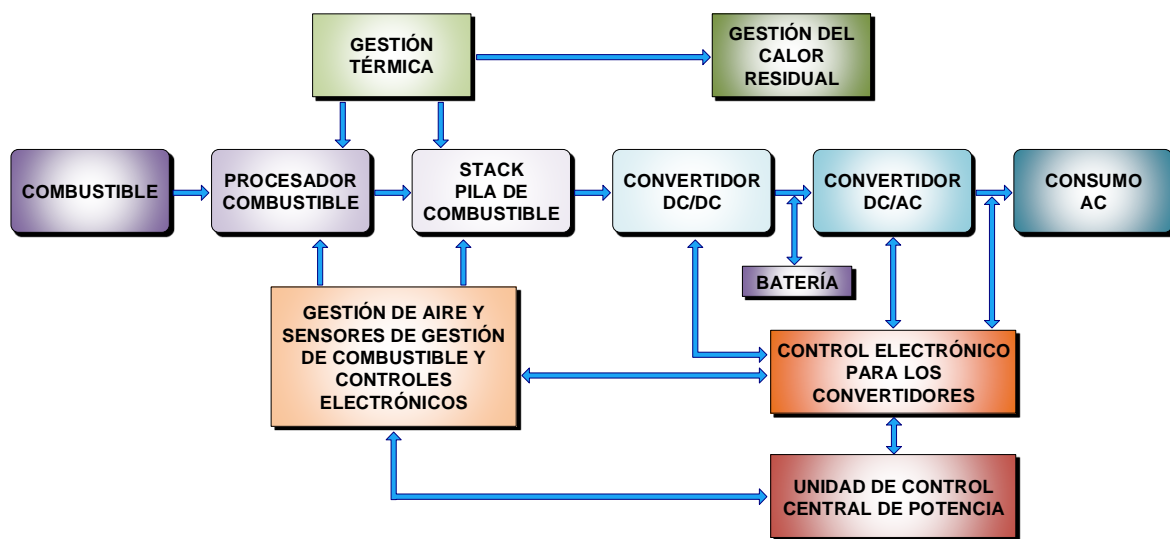 GESTIÓN
TÉRMICA
GESTIÓN DEL
CALOR
RESIDUAL
COMBUSTIBLE
PROCESADOR
COMBUSTIBLE
STACK
PILA DE
COMBUSTIBLE
CONVERTIDOR
DC/DC
CONVERTIDOR
DC/AC
CONSUMO
AC
BATERÍA
GESTIÓN DE AIRE Y
SENSORES DE GESTIÓN
DE COMBUSTIBLE Y
CONTROLES
ELECTRÓNICOS
CONTROL ELECTRÓNICO
PARA LOS
CONVERTIDORES
UNIDAD DE CONTROL
CENTRAL DE POTENCIA